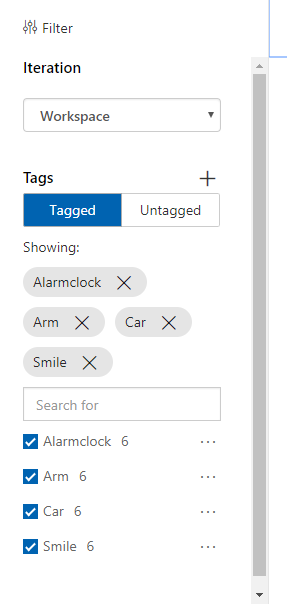 Filter
Iteration
Workspace
Tags
Tagged Untagged
Showing:
Alarmclock
Arm Car
Smile
Search for
Alarmclock 6
Arm 6
Car 6
Smile 6